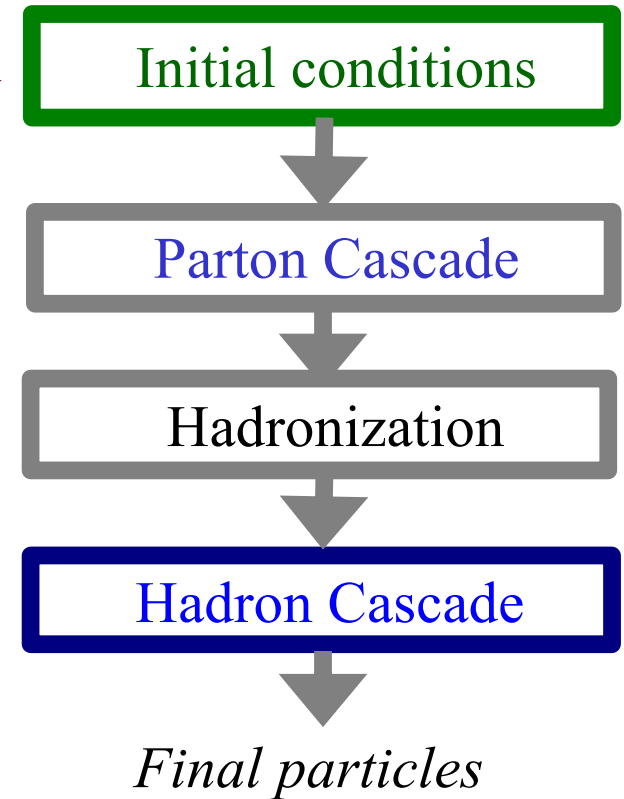 Initial conditions
Parton Cascade
Hadronization
Hadron Cascade
Final particles